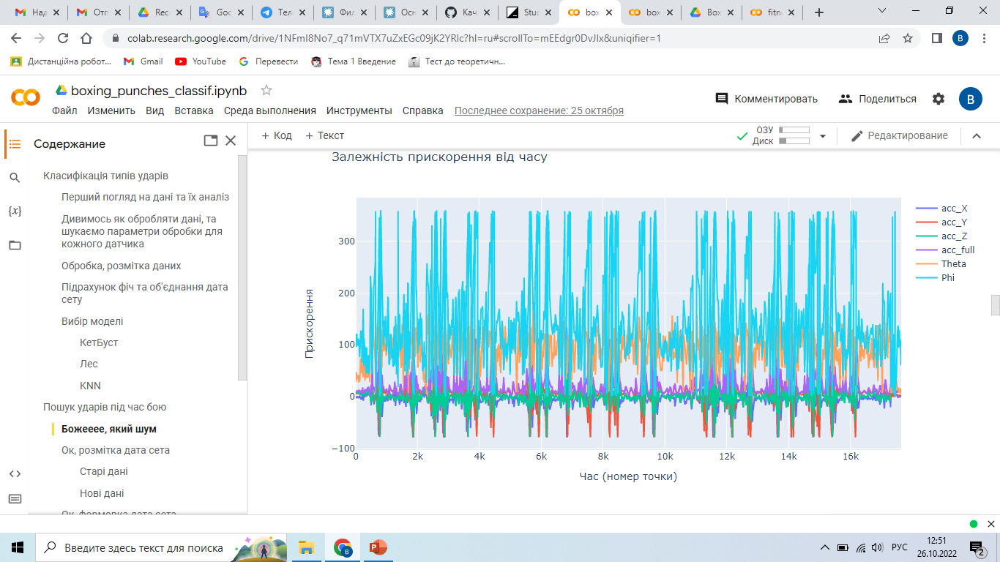 Над
Отп
Rec
Goc
Теле
Фил
Осн
Кач
Stuc
box
box
Box
fitne
colab.research.google.com/drive/1NFmI8No7_q71mVTX7uZxEGc09jK2YRlc?hl=ru#scrollTo=mEEdgr0DvJlx&uniqifier=1
B
Дистанційна робот...
Gmail
YouTube
Перевести
Тема 1 Введение
Тест до теоретичн...
boxing_punches_classif.ipynb
Комментировать
Поделиться
B
Файл Изменить Вид Вставка Среда выполнения Инструменты Справка Последнее сохранение: 25 октября
Содержание
+ Код + Текст
ОЗУ
Диск
Редактирование
Класифікація типів ударів
Перший погляд на дані та їх аналіз
Дивимось як обробляти дані, та
шукаємо параметри обробки для
кожного датчика
Обробка, розмітка даних
Підрахунок фіч та об'єднання дата
сету
Вибір моделі
КетБуст
Лес
KNN
Пошук ударів під час бою
Божееее, який шум
Ок, розмітка дата сета
Старі дані
Нові дані
Ок, формовка дата сета
{x}
Залежність прискорення від часу
acc_X
acc_Y
acc_Z
acc_full
Theta
Phi
Прискорення
300
200
100
0
−100
0 2k 4k 6k 8k 10k 12k 14k 16k
Час (номер точки)
Введите здесь текст для поиска
B
P
РУС
12:51
26.10.2022
2